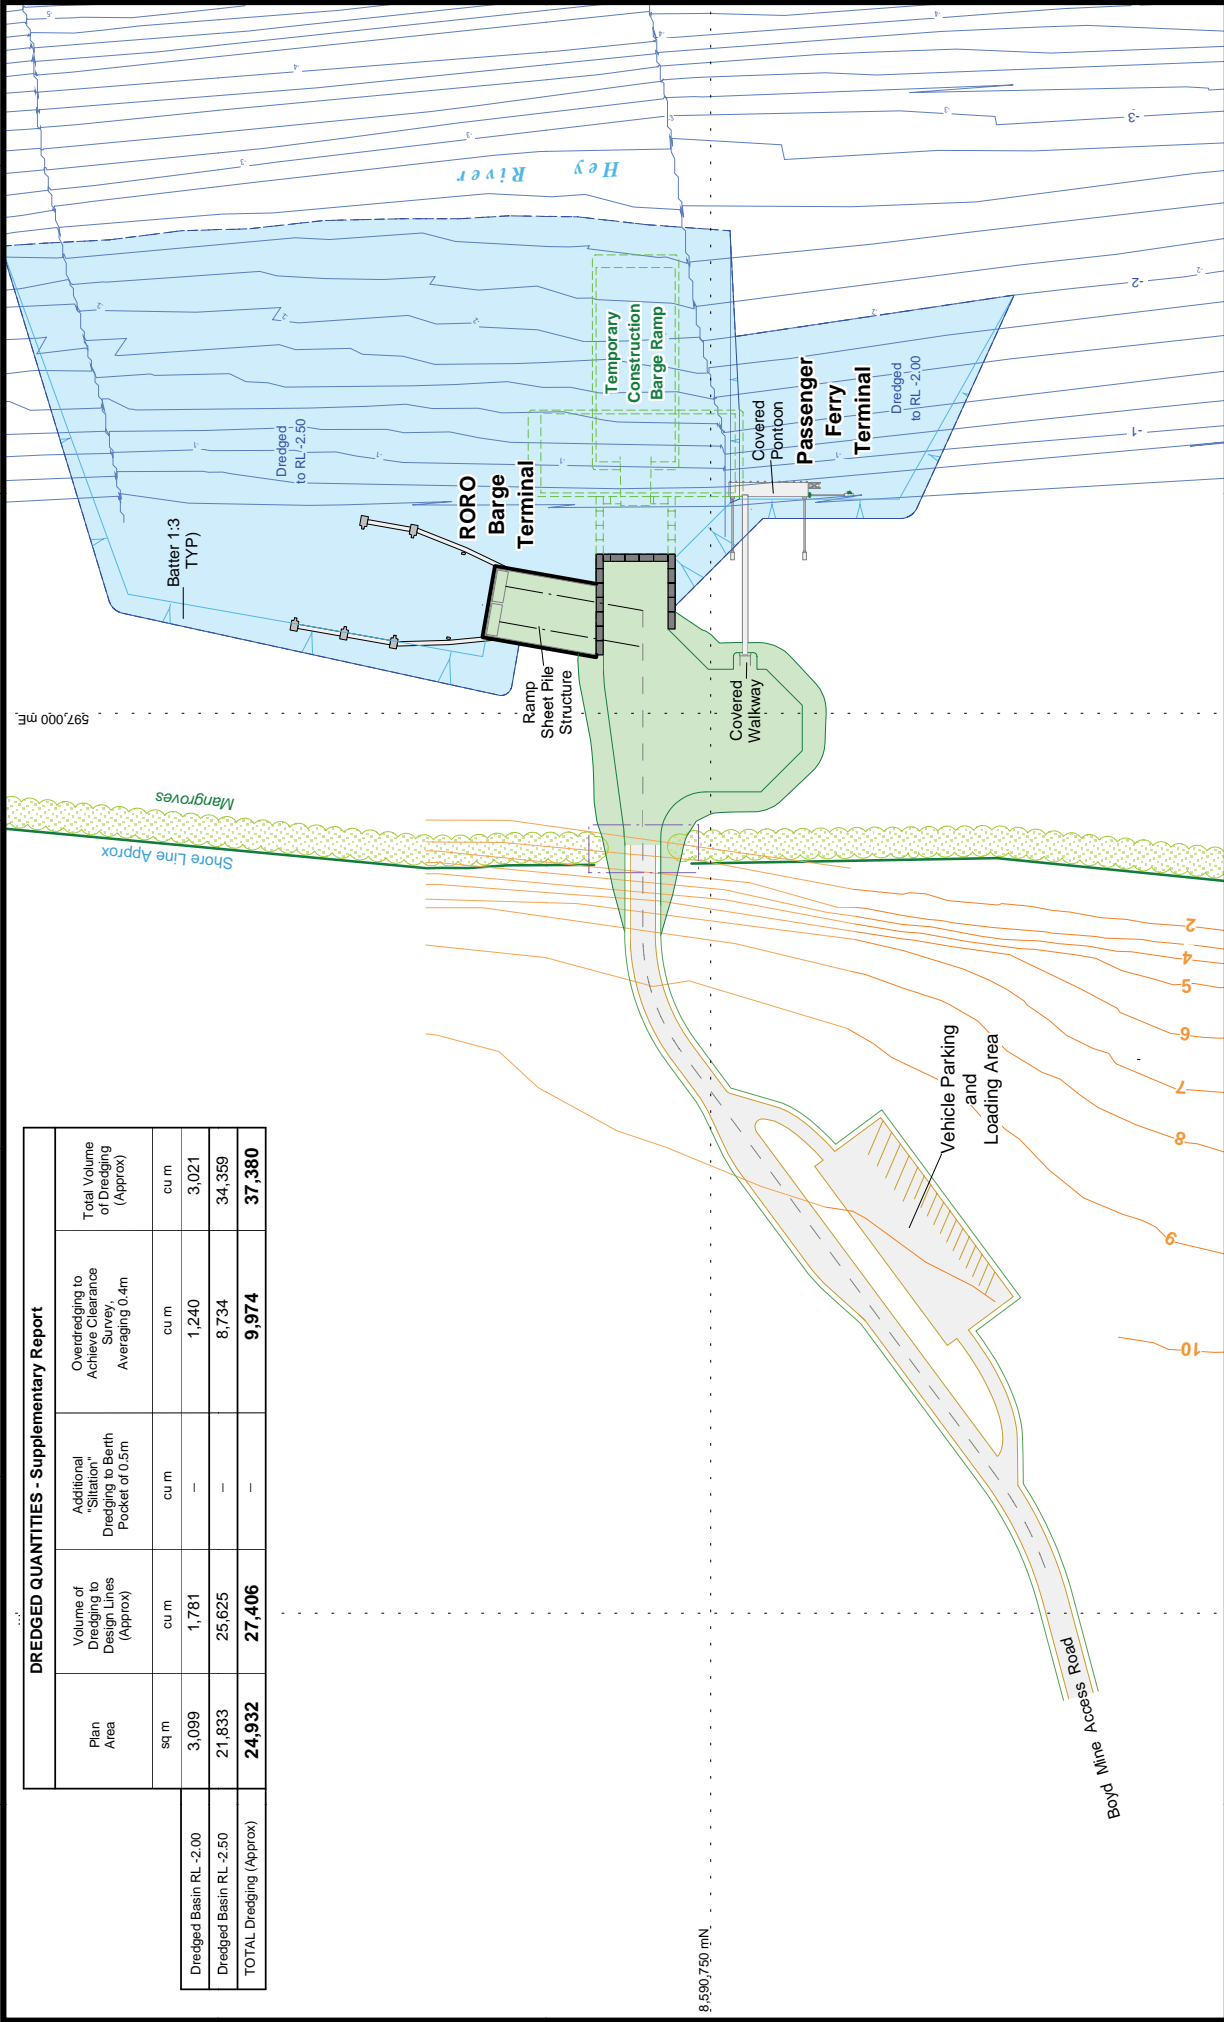 DREDGED QUANTITIES - Supplementary Report
Plan
Area
Volume of
Dredging to
Design Lines
(Approx)
Additional
"Siltation"
Dredging to Berth
Pocket of 0.5m
Overdredging to
Achieve Clearance
Survey,
Averaging 0.4m
Total Volume
of Dredging
(Approx)
sq m cu m cu m cu m cu m
Dredged Basin RL -2.00 3,099 1,781 – 1,240 3,021
Dredged Basin RL -2.50 21,833 25,625 – 8,734 34,359
TOTAL Dredging (Approx) 24,932 27,406 – 9,974 37,380
597,000 mE
8,590,750 mN
Mangroves
Shore Line Approx
Hey River
Batter 1:3
TYP)
Dredged
to RL -2.50
RORO
Barge
Terminal
Temporary
Construction
Barge Ramp
Ramp
Sheet Pile
Structure
Covered
Pontoon
Passenger
Ferry
Terminal
Dredged
to RL -2.00
Covered
Walkway
Vehicle Parking
and
Loading Area
Boyd Mine Access Road
-3
-2
-1
2
4
5
6
7
8
9
10